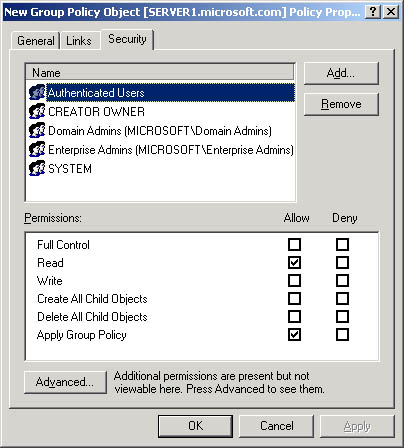 New Group Policy Object [SERVER1.microsoft.com] Policy Prop...
General Links Security
Name
Authenticated Users
CREATOR OWNER
Domain Admins (MICROSOFT\Domain Admins)
Enterprise Admins (MICROSOFT\Enterprise Admins)
SYSTEM
Add...
Remove
Permissions: Allow Deny
Full Control
Read
Write
Create All Child Objects
Delete All Child Objects
Apply Group Policy
Advanced...
Additional permissions are present but not
viewable here. Press Advanced to see them.
OK Cancel Apply